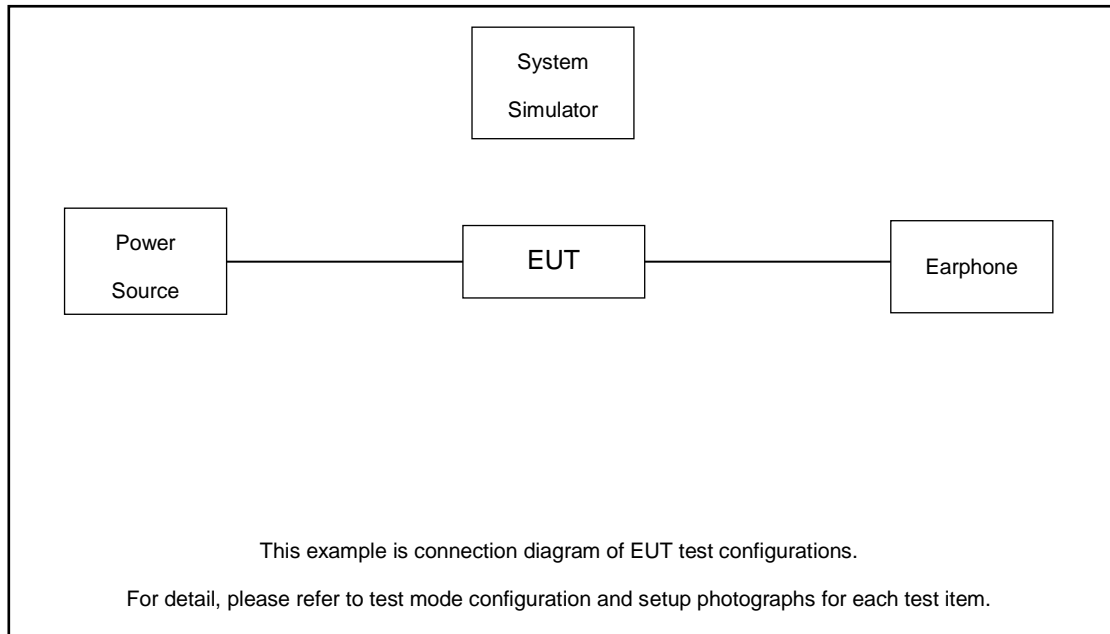 System
Simulator
Power
Source
EUT
Earphone
This example is connection diagram of EUT test configurations.
For detail, please refer to test mode configuration and setup photographs for each test item.